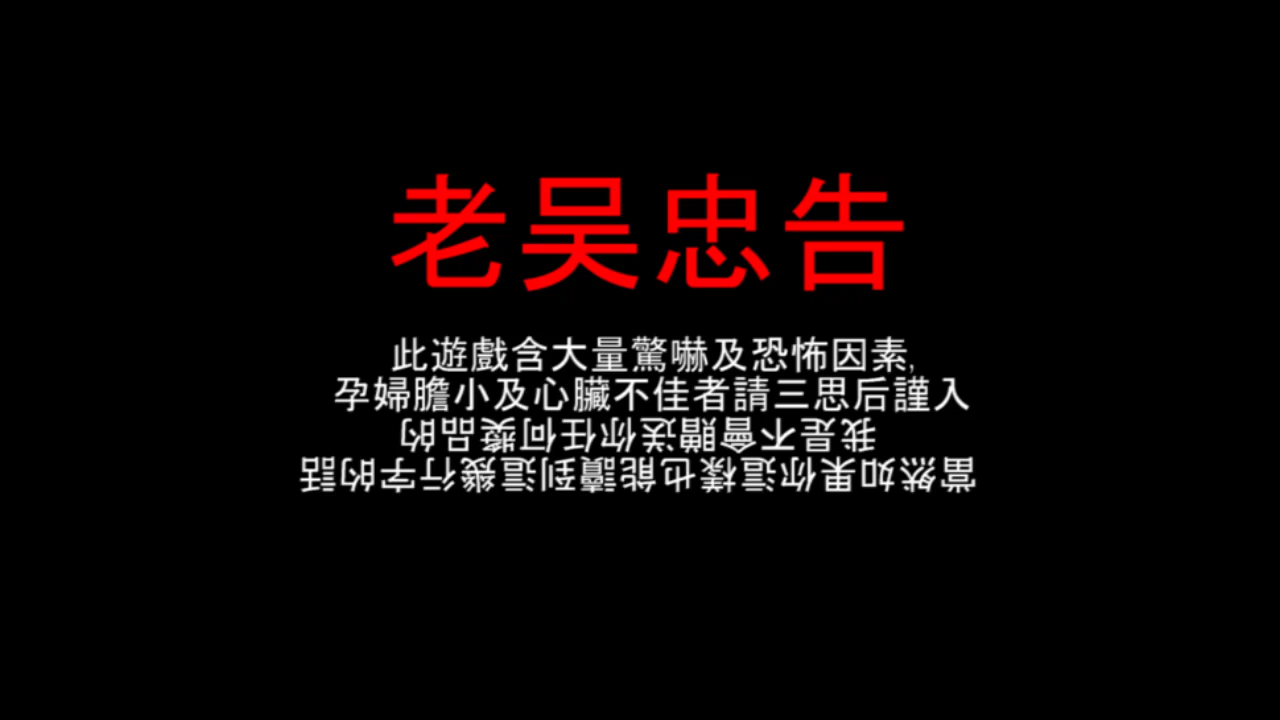 老吴忠告
此遊戲含大量驚嚇及恐怖因素,
孕婦膽小及心臟不佳者請三思后謹入
當然如果你這樣也能讀到這幾行字的話
我是不會贈送你任何獎品的